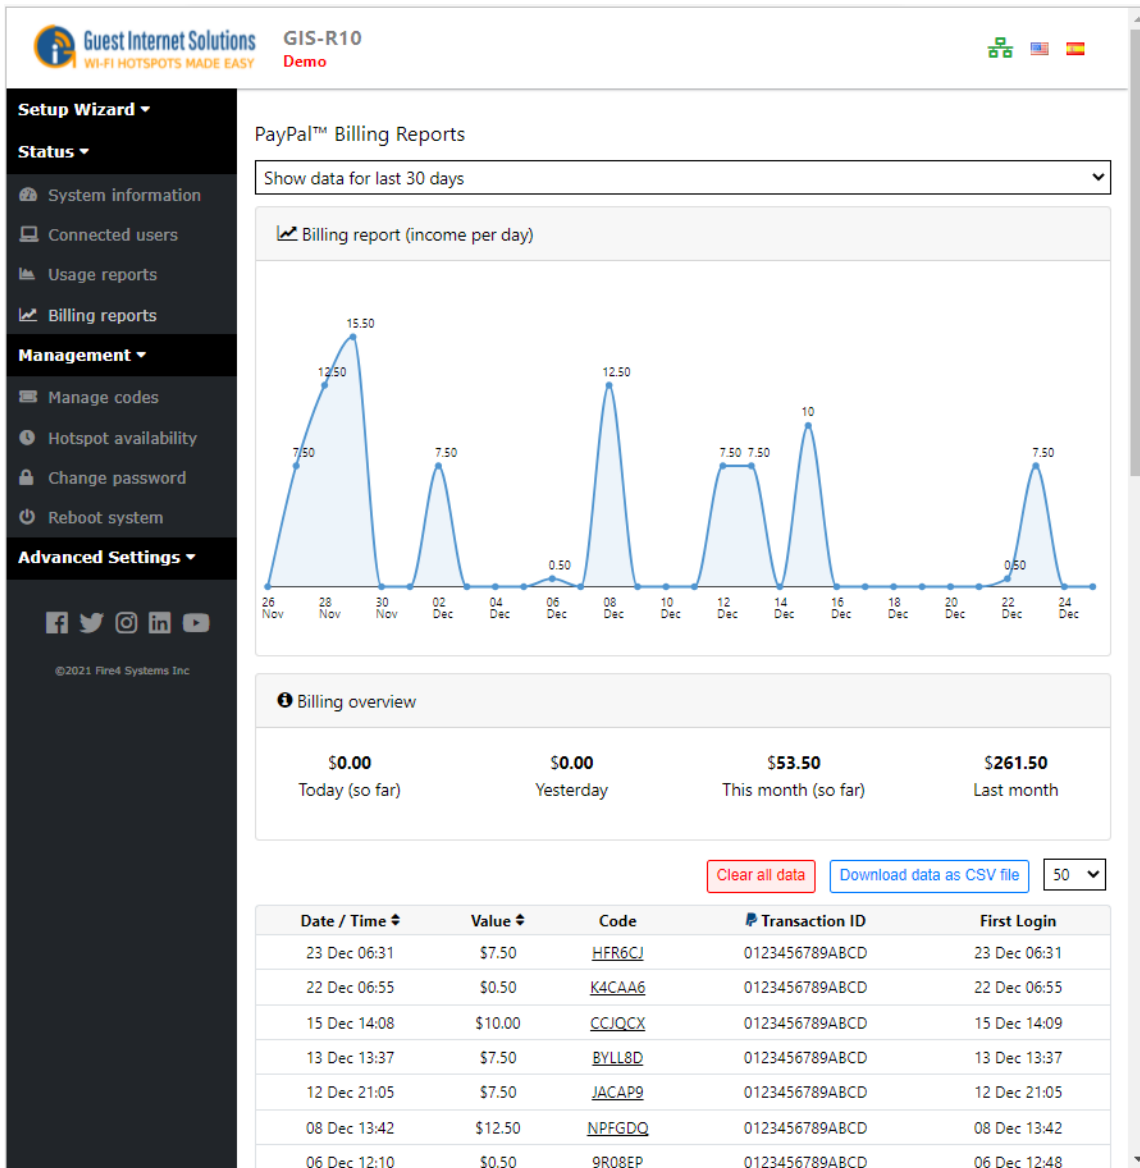 Guest Internet Solutions
WI-FI HOTSPOTS MADE EASY
GIS-R10
Demo
Setup Wizard
Status
System information
Connected users
Usage reports
Billing reports
Management
Manage codes
Hotspot availability
Change password
Reboot system
Advanced Settings
©2021 Fire4 Systems Inc
PayPal™ Billing Reports
Show data for last 30 days
Billing report (income per day)
15.50
12.50
12.50
10
7.50
7.50
7.50 7.50
7.50
0.50
0.50
26 Nov
28 Nov
30 Nov
02 Dec
04 Dec
06 Dec
08 Dec
10 Dec
12 Dec
14 Dec
16 Dec
18 Dec
20 Dec
22 Dec
24 Dec
Billing overview
$0.00 $0.00 $53.50 $261.50
Today (so far) Yesterday This month (so far) Last month
Clear all data Download data as CSV file 50
Date / Time Value Code Transaction ID First Login
23 Dec 06:31 $7.50 HFR6CJ 0123456789ABCD 23 Dec 06:31
22 Dec 06:55 $0.50 K4CAA6 0123456789ABCD 22 Dec 06:55
15 Dec 14:08 $10.00 CCJQCX 0123456789ABCD 15 Dec 14:09
13 Dec 13:37 $7.50 BYLL8D 0123456789ABCD 13 Dec 13:37
12 Dec 21:05 $7.50 JACAP9 0123456789ABCD 12 Dec 21:05
08 Dec 13:42 $12.50 NPFGDQ 0123456789ABCD 08 Dec 13:42
06 Dec 12:10 $0.50 9R08EP 0123456789ABCD 06 Dec 12:48